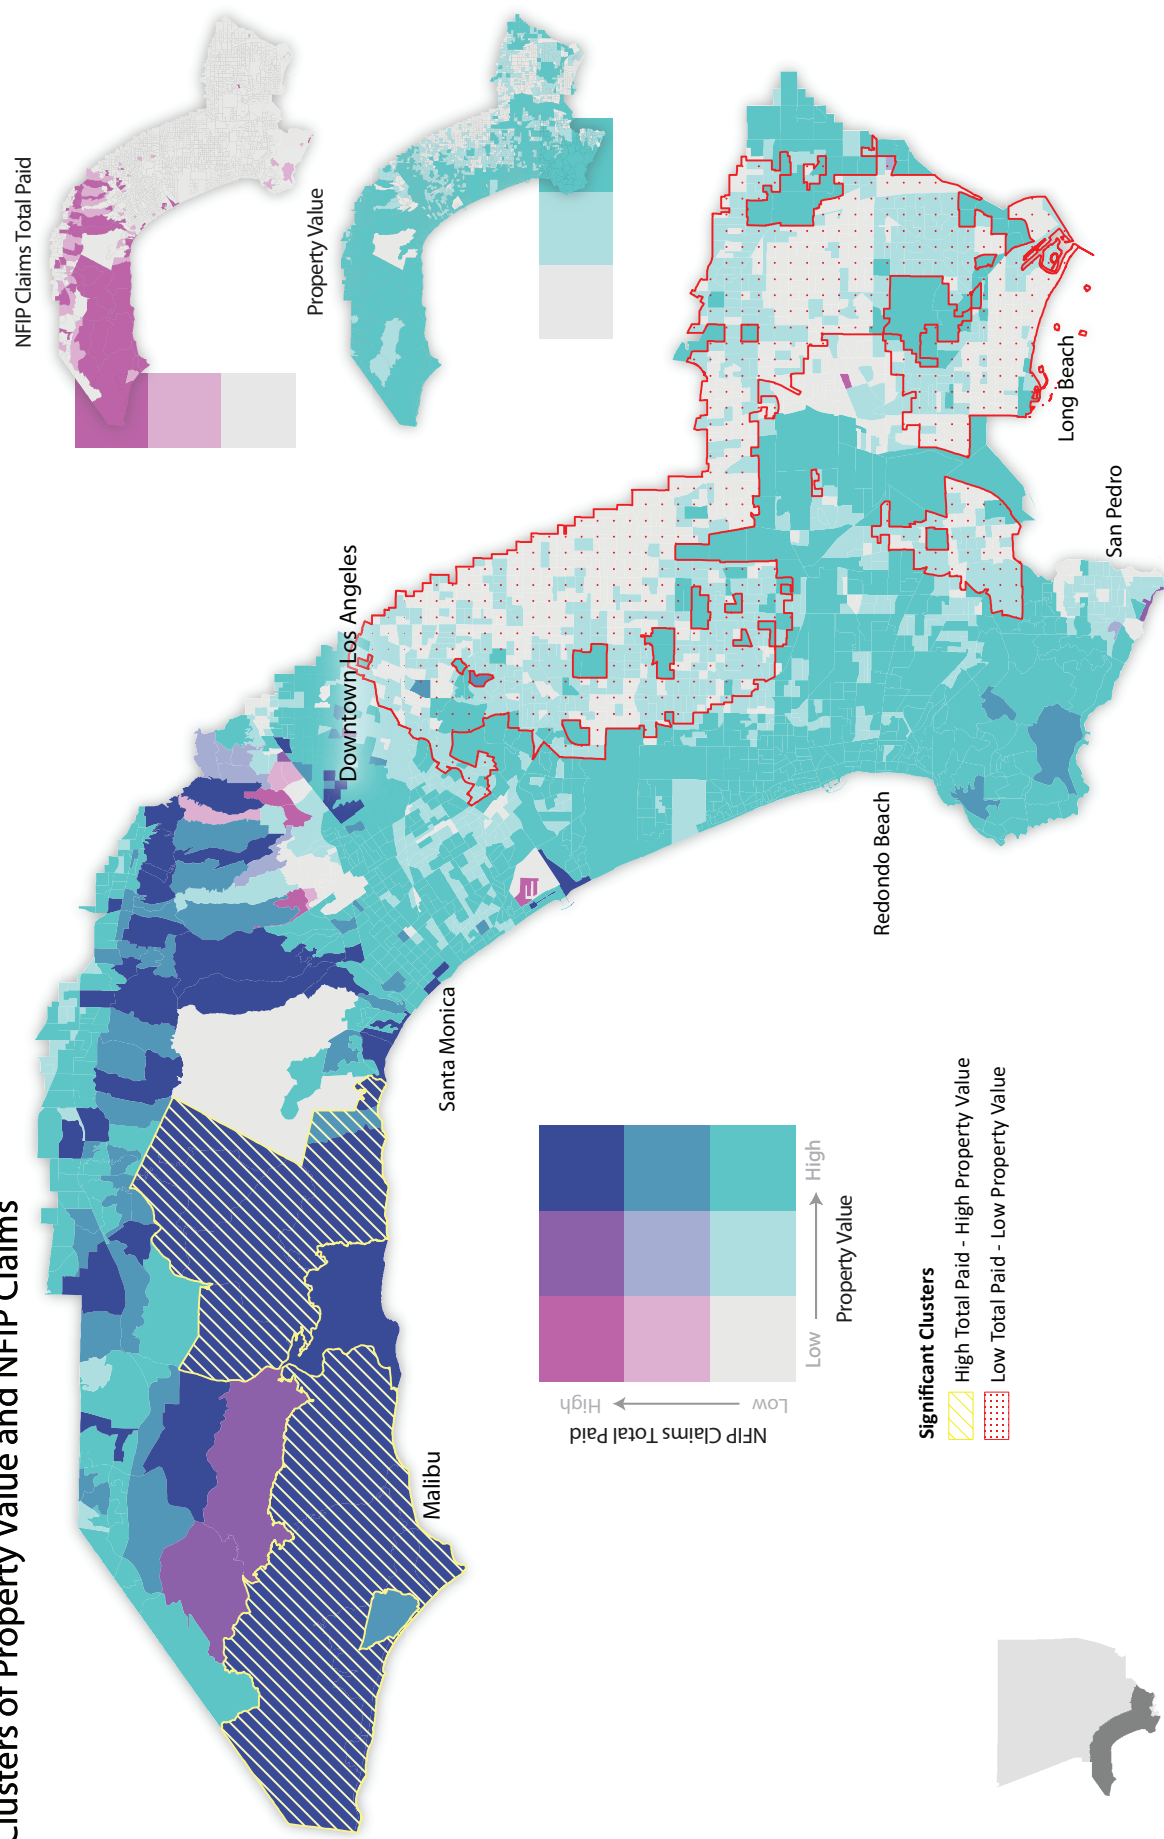 Clusters of Property Value and NFIP Claims
NFIP Claims Total Paid
Property Value
Downtown Los Angeles
Santa Monica
Malibu
Redondo Beach
Long Beach
San Pedro
NFIP Claims Total Paid
Low
High
Low
High
Property Value
Significant Clusters
High Total Paid - High Property Value
Low Total Paid - Low Property Value